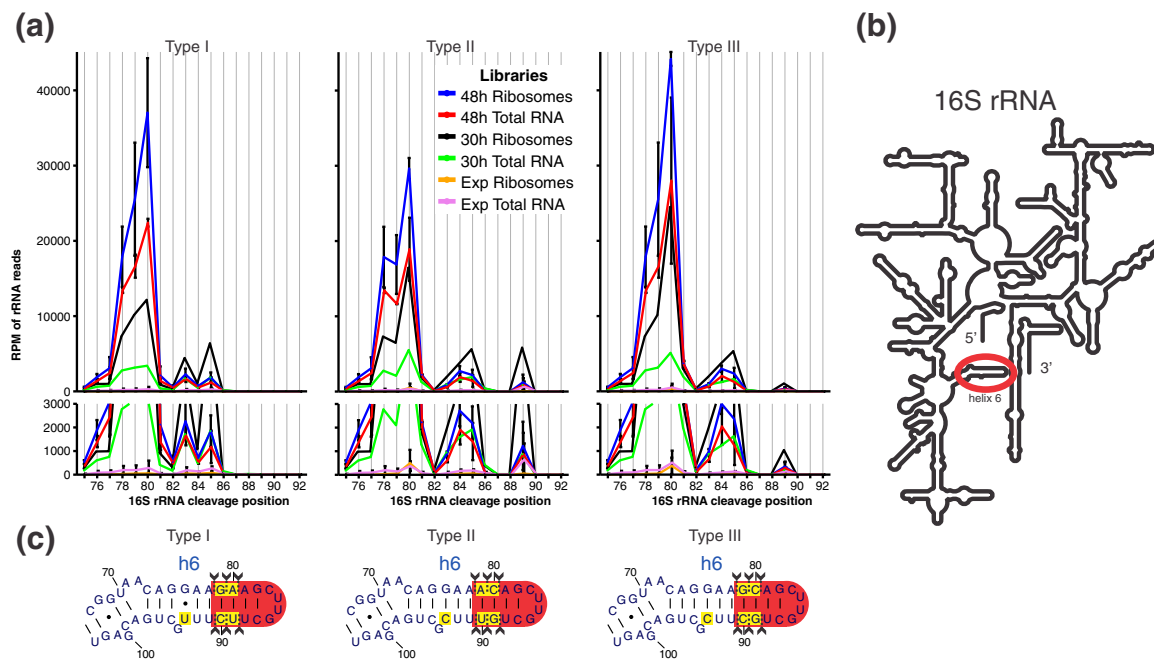 (a)
Type I
Type II
Type III
(b)
Libraries
48h Ribosomes
48h Total RNA
30h Ribosomes
30h Total RNA
Exp Ribosomes
Exp Total RNA
RPM of rRNA reads
40000
30000
20000
10000
0
3000
2000
1000
0
76 78 80 82 84 86 88 90 92
76 78 80 82 84 86 88 90 92
76 78 80 82 84 86 88 90 92
16S rRNA cleavage position
16S rRNA cleavage position
16S rRNA cleavage position
16S rRNA
5’
3’
helix 6
(c)
Type I
Type II
Type III
h6
h6
h6
70
80
90
100
70
80
90
100
70
80
90
100